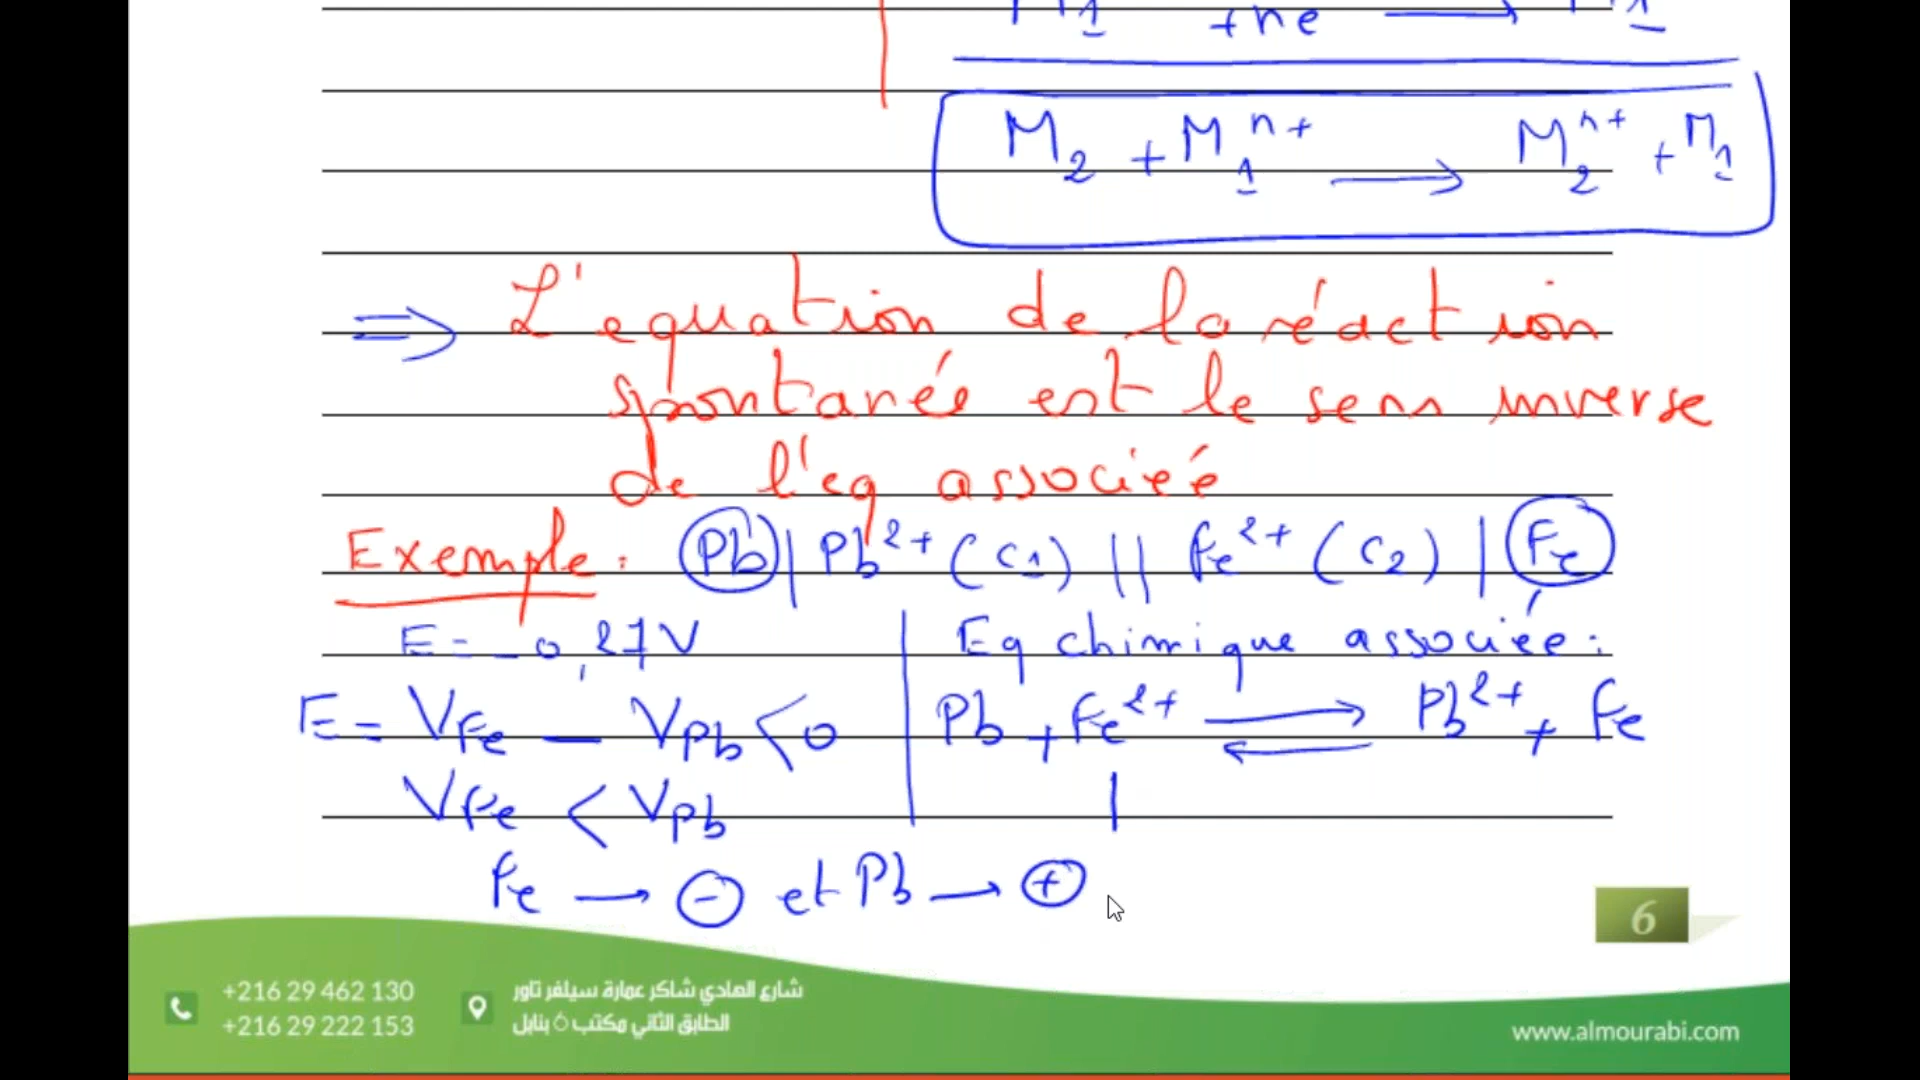 +ne ⟶
M₂ + M₁ⁿ⁺ ⟶ M₂ⁿ⁺ + M₁
⇒ L'equation de la réaction
spontanée est le sens inverse
de l'eq associéé
Exemple : Pb | Pb²⁺ (C₁) || Fe²⁺ (C₂) | Fe
E = -0,27V
Eq chimique associée :
E = V_Fe - V_Pb < 0
Pb + Fe²⁺ ⇌ Pb²⁺ + Fe
V_Fe < V_Pb
Fe ⟶ ⊖ et Pb ⟶ ⊕
6
+216 29 462 130
+216 29 222 153
شارع الهادي شاكر عمارة سيلفر تاور
الطابق الثاني مكتب 6 بنابل
www.almourabi.com